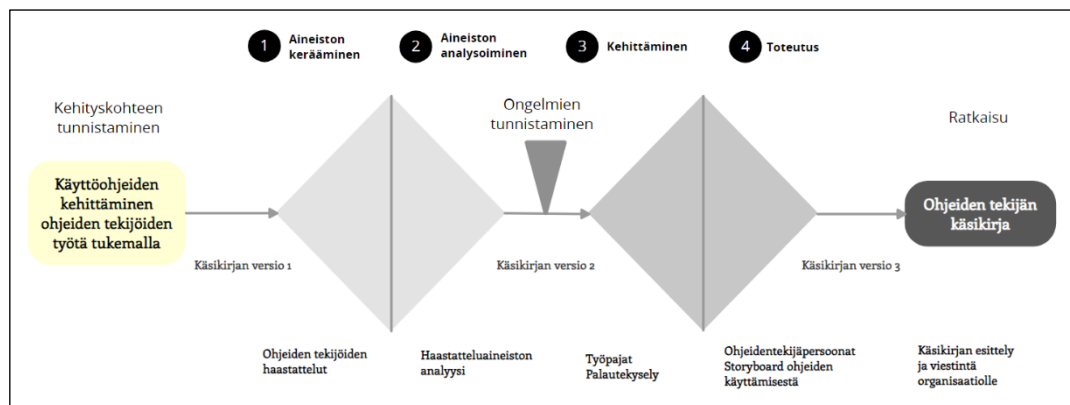 1 Aineiston
kerääminen
2 Aineiston
analysoiminen
3 Kehittäminen
4 Toteutus
Kehityskohteen
tunnistaminen
Ongelmien
tunnistaminen
Ratkaisu
Käyttöohjeiden
kehittäminen
ohjeiden tekijöiden
työtä tukemalla
Ohjeiden tekijän
käsikirja
Käsikirjan versio 1
Käsikirjan versio 2
Käsikirjan versio 3
Ohjeiden tekijöiden
haastattelut
Haastatteluaineiston
analyysi
Työpajat
Palautekysely
Ohjeidentekijäpersoonat
Storyboard ohjeiden
käyttämisestä
Käsikirjan esittely
ja viestintä
organisaatiolle